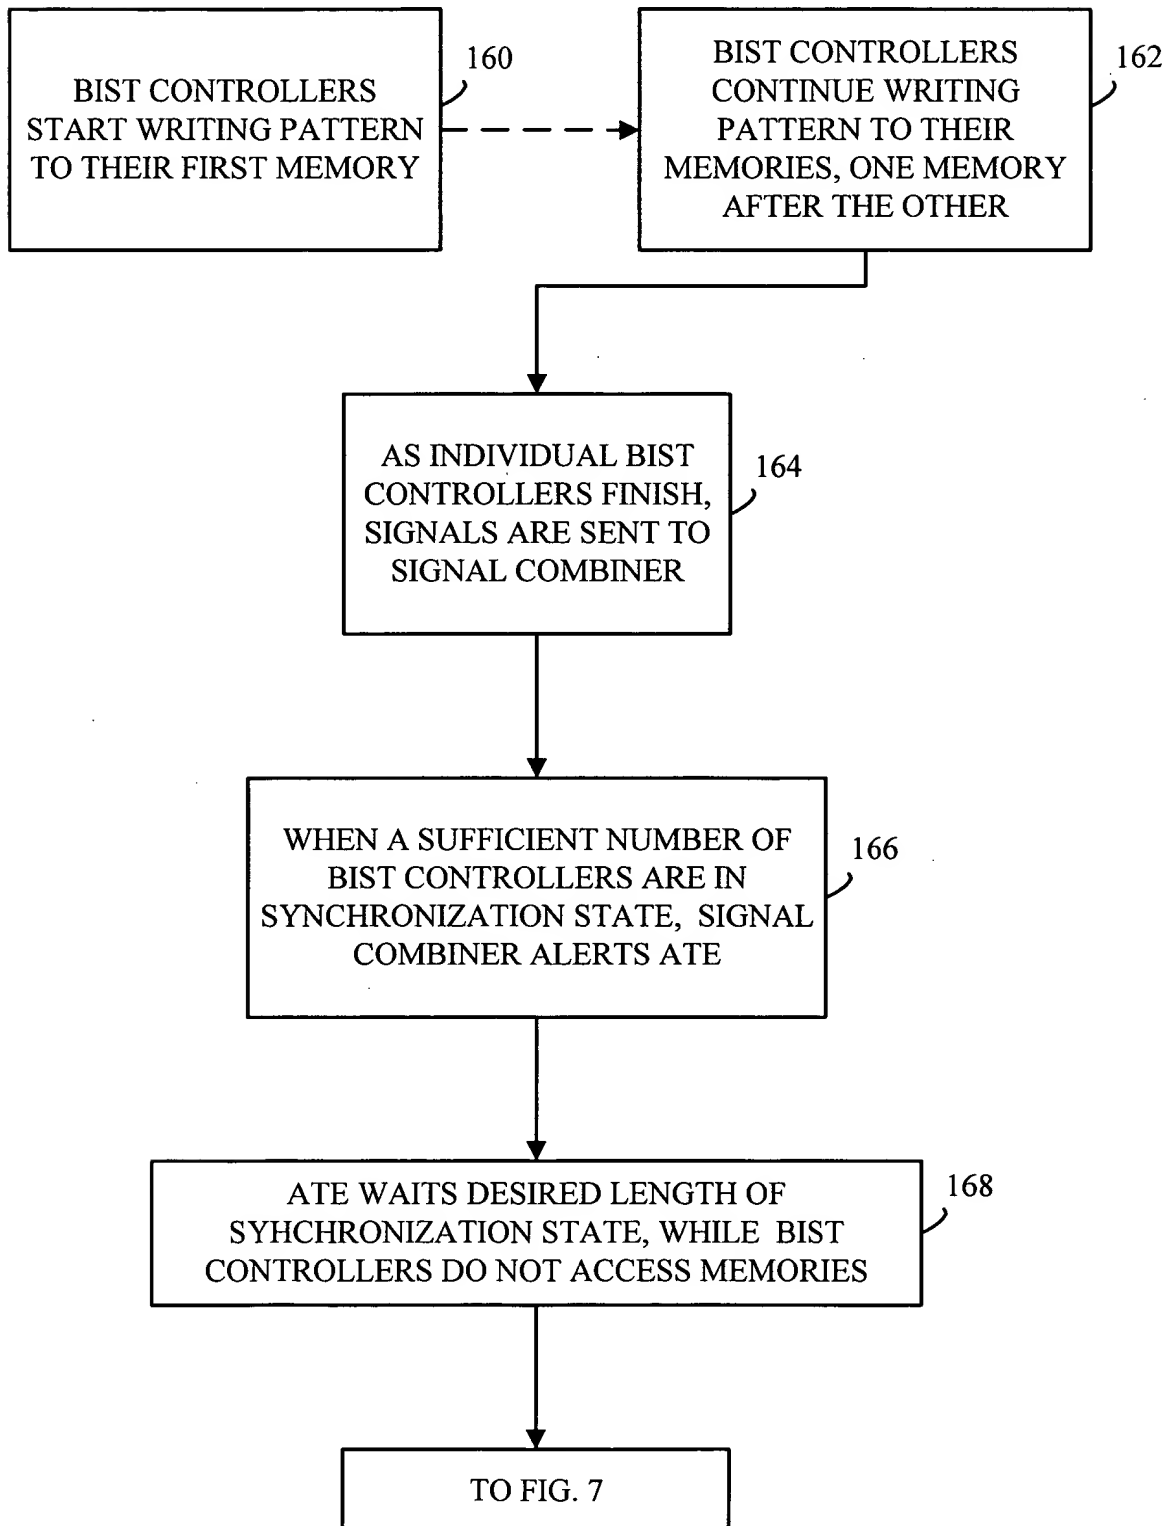 BIST CONTROLLERS
START WRITING PATTERN
TO THEIR FIRST MEMORY
160
BIST CONTROLLERS
CONTINUE WRITING
PATTERN TO THEIR
MEMORIES, ONE MEMORY
AFTER THE OTHER
162
AS INDIVIDUAL BIST
CONTROLLERS FINISH,
SIGNALS ARE SENT TO
SIGNAL COMBINER
164
WHEN A SUFFICIENT NUMBER OF
BIST CONTROLLERS ARE IN
SYNCHRONIZATION STATE, SIGNAL
COMBINER ALERTS ATE
166
ATE WAITS DESIRED LENGTH OF
SYHCHRONIZATION STATE, WHILE BIST
CONTROLLERS DO NOT ACCESS MEMORIES
168
TO FIG. 7